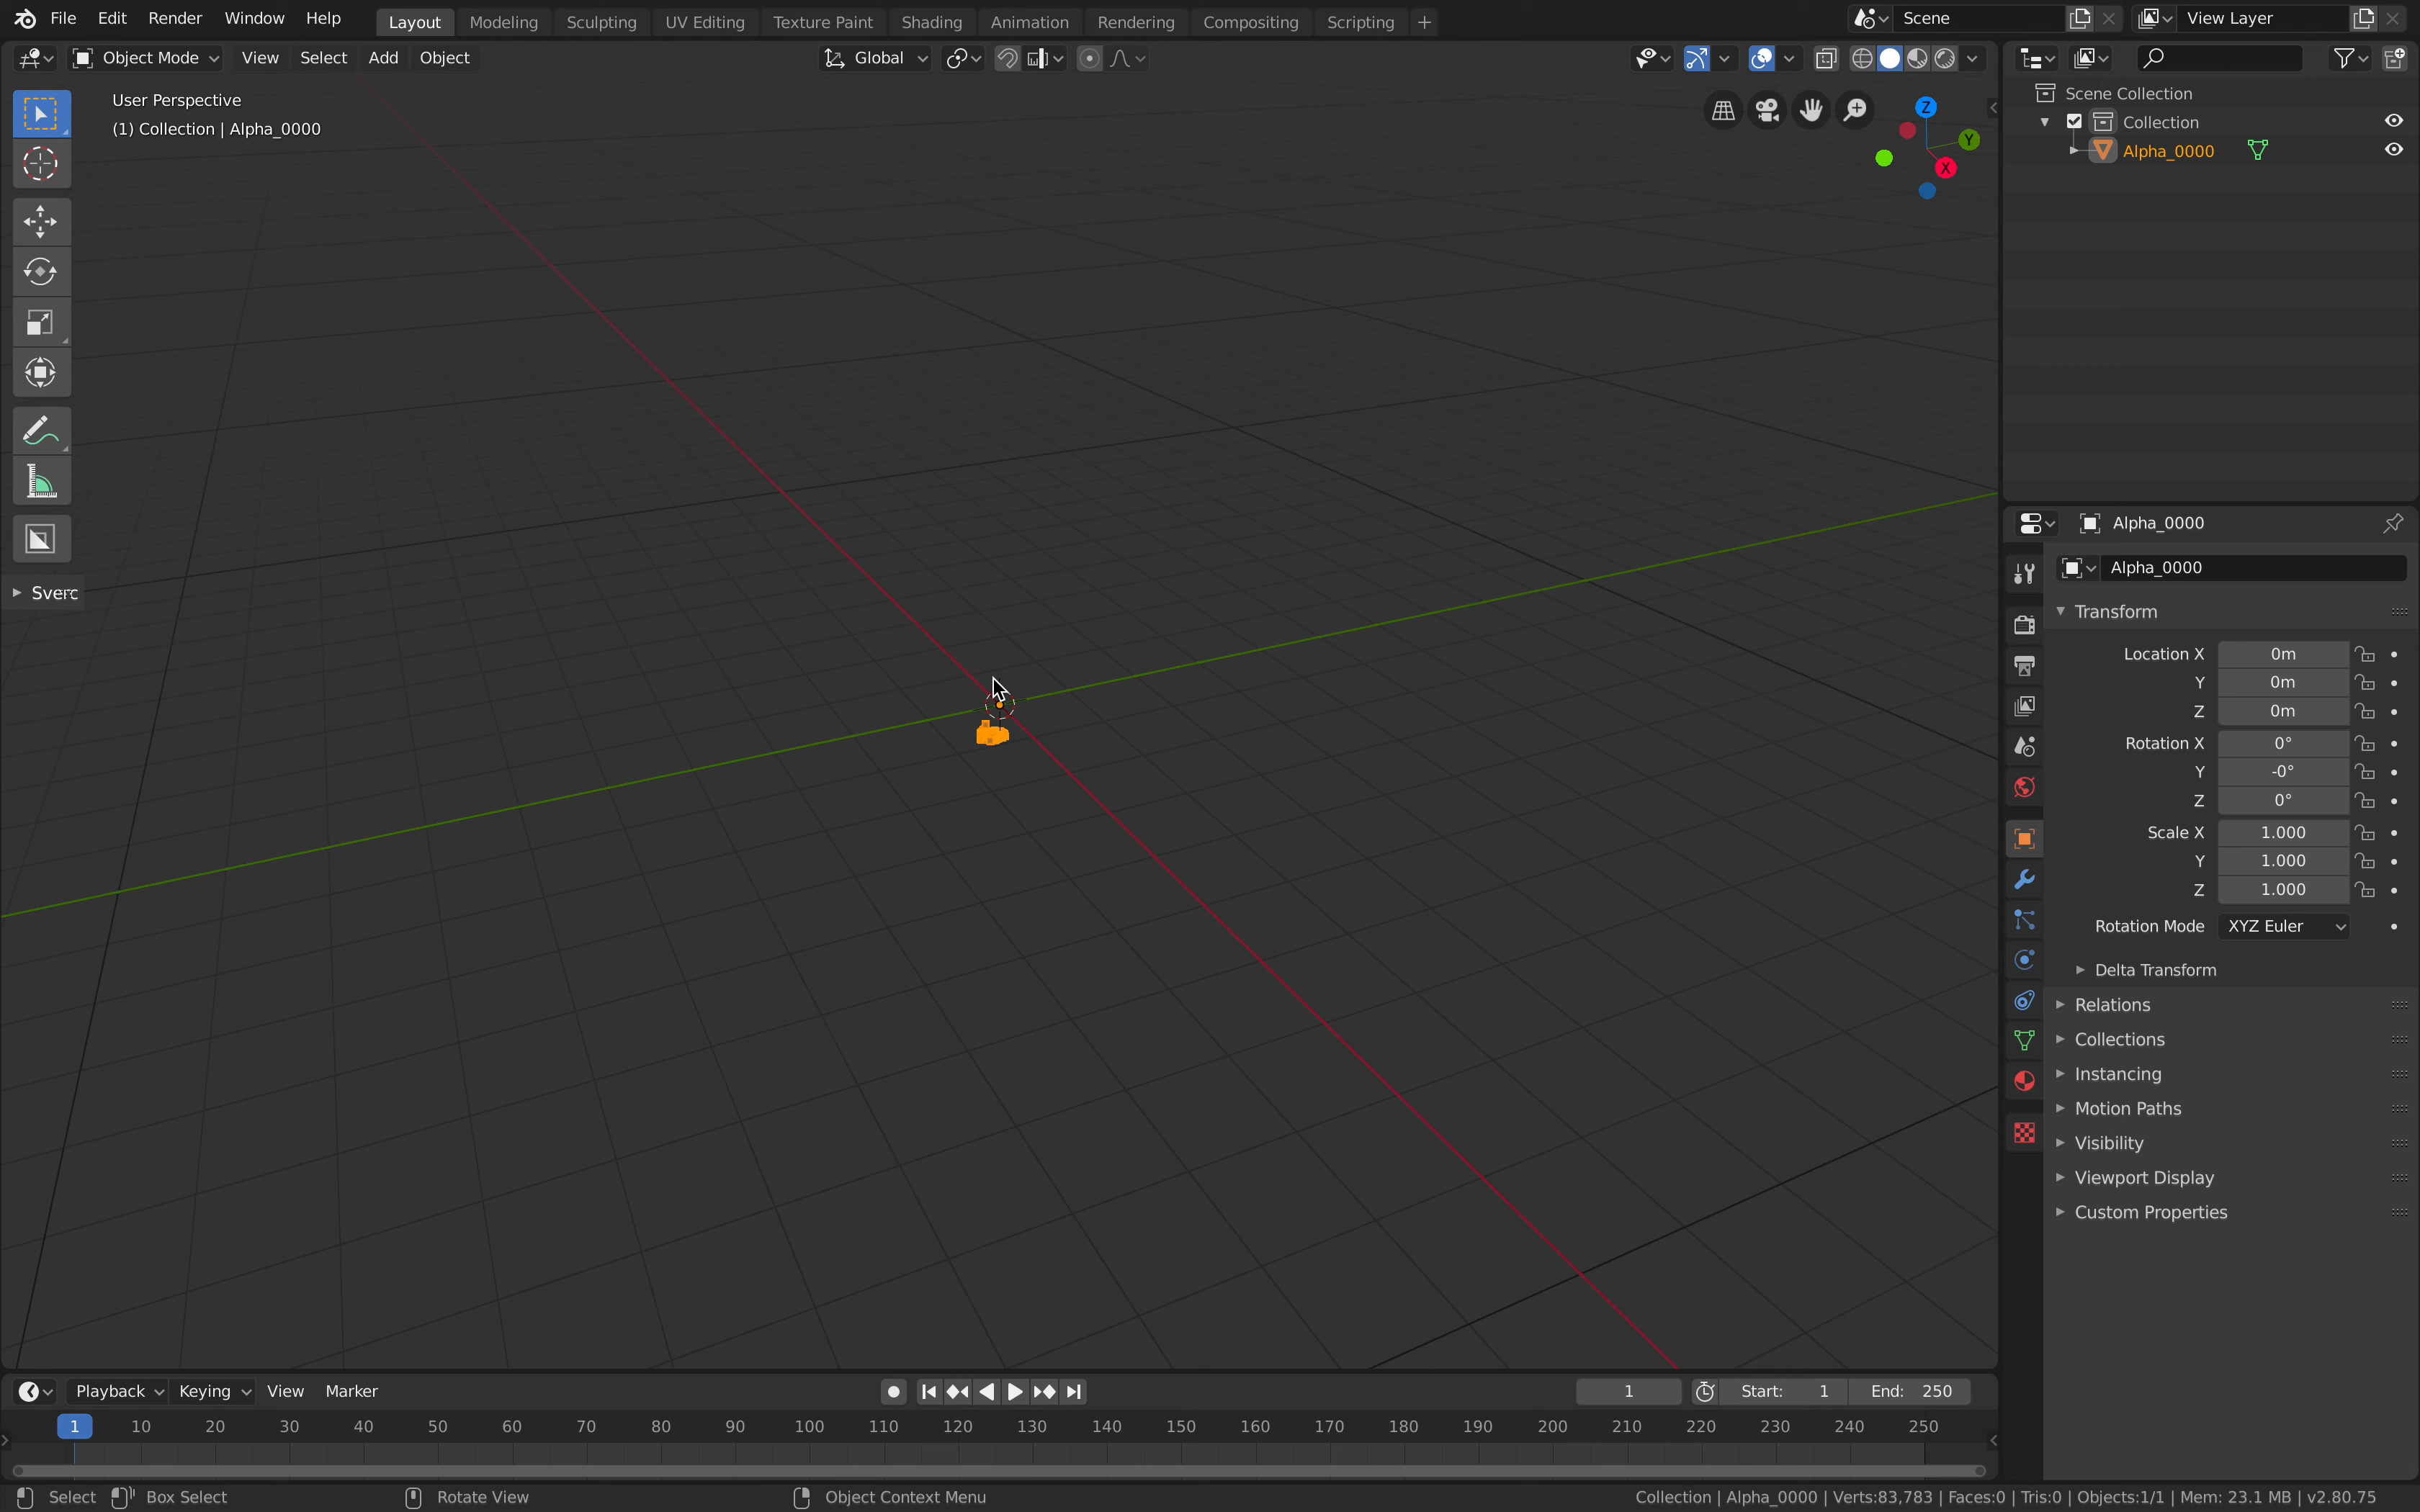 File Edit Render Window Help Layout Modeling Sculpting UV Editing Texture Paint Shading Animation Rendering Compositing Scripting + Scene View Layer
Object Mode View Select Add Object Global
User Perspective
(1) Collection | Alpha_0000
Z
Y
X
Sverc
Scene Collection
Collection
Alpha_0000
Alpha_0000
Alpha_0000
Transform
Location X 0m
Y 0m
Z 0m
Rotation X 0°
Y -0°
Z 0°
Scale X 1.000
Y 1.000
Z 1.000
Rotation Mode XYZ Euler
Delta Transform
Relations
Collections
Instancing
Motion Paths
Visibility
Viewport Display
Custom Properties
Playback Keying View Marker 1 Start: 1 End: 250
1 10 20 30 40 50 60 70 80 90 100 110 120 130 140 150 160 170 180 190 200 210 220 230 240 250
Select Box Select Rotate View Object Context Menu Collection | Alpha_0000 | Verts:83,783 | Faces:0 | Tris:0 | Objects:1/1 | Mem: 23.1 MB | v2.80.75